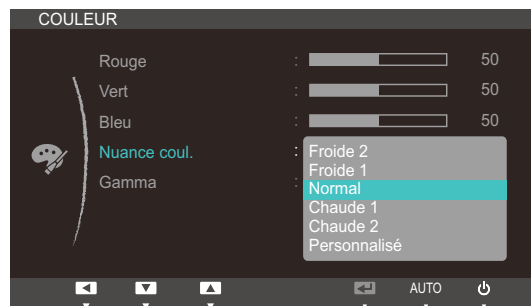 COULEUR
Rouge : 50
Vert : 50
Bleu : 50
Nuance coul. : Froide 2
Froide 1
Gamma : Normal
Chaude 1
Chaude 2
Personnalisé
AUTO